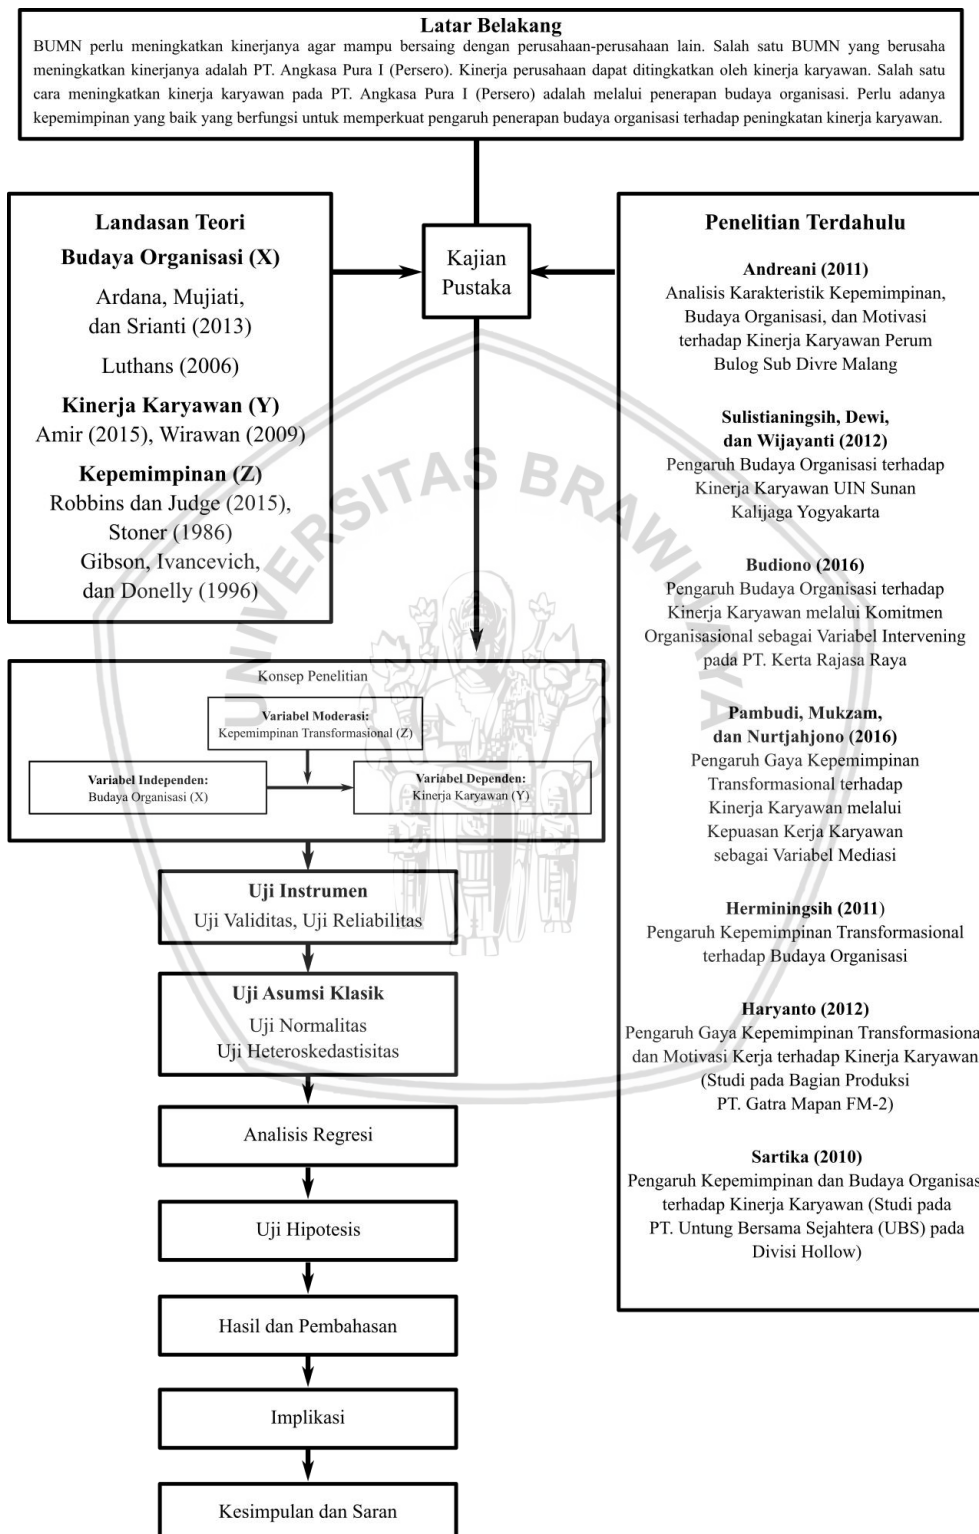 Latar Belakang
BUMN perlu meningkatkan kinerjanya agar mampu bersaing dengan perusahaan-perusahaan lain. Salah satu BUMN yang berusaha
meningkatkan kinerjanya adalah PT. Angkasa Pura I (Persero). Kinerja perusahaan dapat ditingkatkan oleh kinerja karyawan. Salah satu
cara meningkatkan kinerja karyawan pada PT. Angkasa Pura I (Persero) adalah melalui penerapan budaya organisasi. Perlu adanya
kepemimpinan yang baik yang berfungsi untuk memperkuat pengaruh penerapan budaya organisasi terhadap peningkatan kinerja karyawan.
Landasan Teori
Budaya Organisasi (X)
Ardana, Mujiati,
dan Srianti (2013)
Luthans (2006)
Kinerja Karyawan (Y)
Amir (2015), Wirawan (2009)
Kepemimpinan (Z)
Robbins dan Judge (2015),
Stoner (1986)
Gibson, Ivancevich,
dan Donelly (1996)
Kajian
Pustaka
Penelitian Terdahulu
Andreani (2011)
Analisis Karakteristik Kepemimpinan,
Budaya Organisasi, dan Motivasi
terhadap Kinerja Karyawan Perum
Bulog Sub Divre Malang
Sulistianingsih, Dewi,
dan Wijayanti (2012)
Pengaruh Budaya Organisasi terhadap
Kinerja Karyawan UIN Sunan
Kalijaga Yogyakarta
Budiono (2016)
Pengaruh Budaya Organisasi terhadap
Kinerja Karyawan melalui Komitmen
Organisasional sebagai Variabel Intervening
pada PT. Kerta Rajasa Raya
Pambudi, Mukzam,
dan Nurtjahjono (2016)
Pengaruh Gaya Kepemimpinan
Transformasional terhadap
Kinerja Karyawan melalui
Kepuasan Kerja Karyawan
sebagai Variabel Mediasi
Herminingsih (2011)
Pengaruh Kepemimpinan Transformasional
terhadap Budaya Organisasi
Haryanto (2012)
Pengaruh Gaya Kepemimpinan Transformasiona
dan Motivasi Kerja terhadap Kinerja Karyawan
(Studi pada Bagian Produksi
PT. Gatra Mapan FM-2)
Sartika (2010)
Pengaruh Kepemimpinan dan Budaya Organisas
terhadap Kinerja Karyawan (Studi pada
PT. Untung Bersama Sejahtera (UBS) pada
Divisi Hollow)
UNIVERSITAS BRAWIJAYA
Konsep Penelitian
Variabel Moderasi:
Kepemimpinan Transformasional (Z)
Variabel Independen:
Budaya Organisasi (X)
Variabel Dependen:
Kinerja Karyawan (Y)
Uji Instrumen
Uji Validitas, Uji Reliabilitas
Uji Asumsi Klasik
Uji Normalitas
Uji Heteroskedastisitas
Analisis Regresi
Uji Hipotesis
Hasil dan Pembahasan
Implikasi
Kesimpulan dan Saran